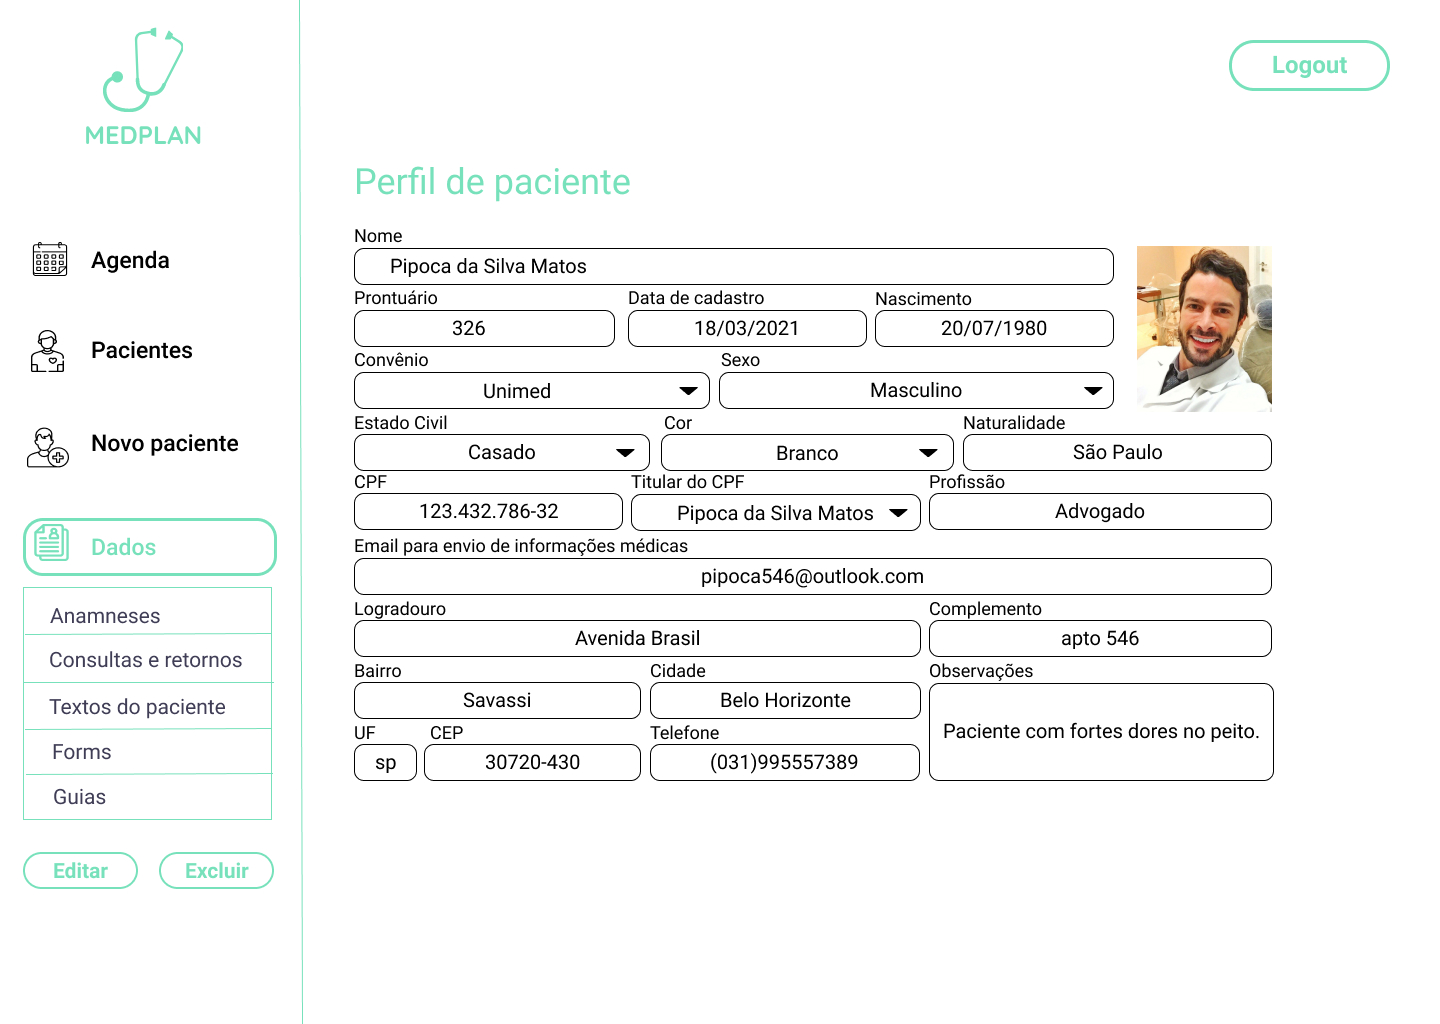 MEDPLAN
Logout
Agenda
Pacientes
Novo paciente
Dados
Anamneses
Consultas e retornos
Textos do paciente
Forms
Guias
Editar Excluir
Perfil de paciente
Nome
Pipoca da Silva Matos
Prontuário Data de cadastro Nascimento
326 18/03/2021 20/07/1980
Convênio Sexo
Unimed Masculino
Estado Civil Cor Naturalidade
Casado Branco São Paulo
CPF Titular do CPF Profissão
123.432.786-32 Pipoca da Silva Matos Advogado
Email para envio de informações médicas
pipoca546@outlook.com
Logradouro Complemento
Avenida Brasil apto 546
Bairro Cidade Observações
Savassi Belo Horizonte
Paciente com fortes dores no peito.
UF CEP Telefone
sp 30720-430 (031)995557389